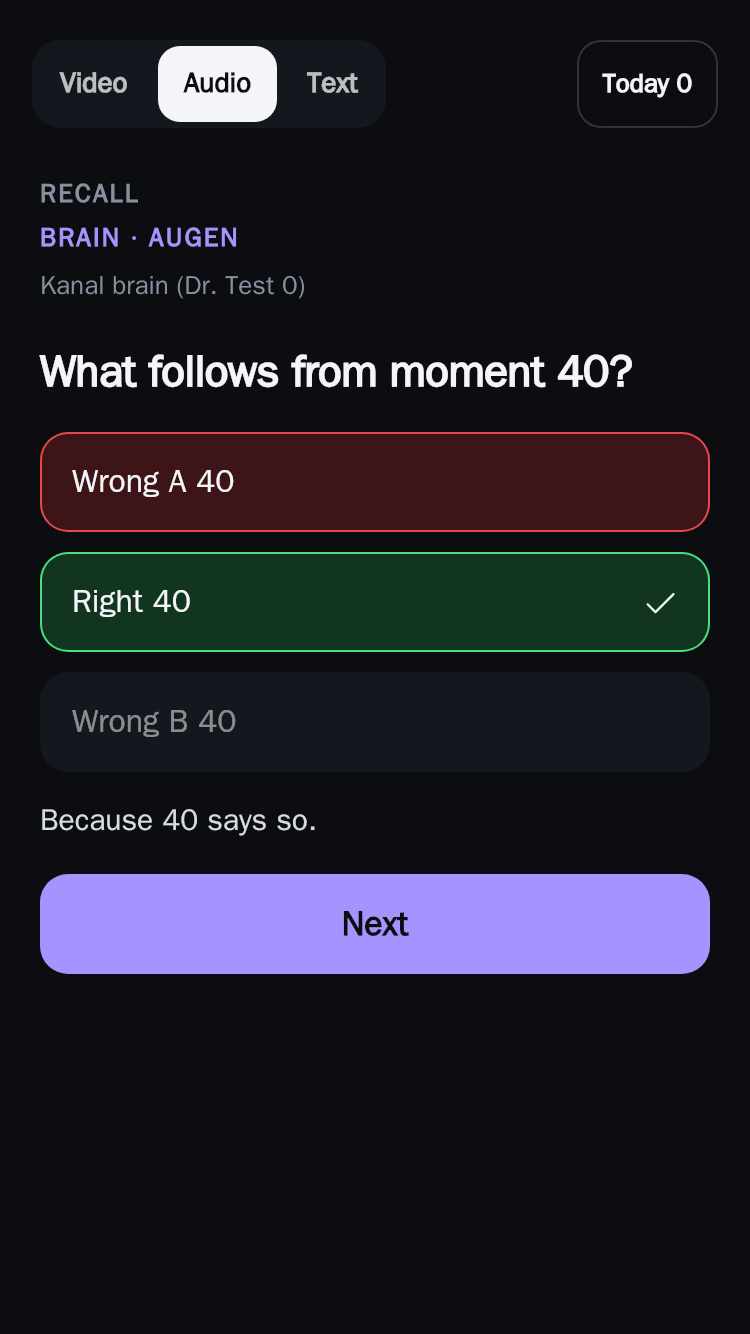 Video Audio Text Today 0
RECALL
BRAIN · AUGEN
Kanal brain (Dr. Test 0)
What follows from moment 40?
Wrong A 40
Right 40
Wrong B 40
Because 40 says so.
Next